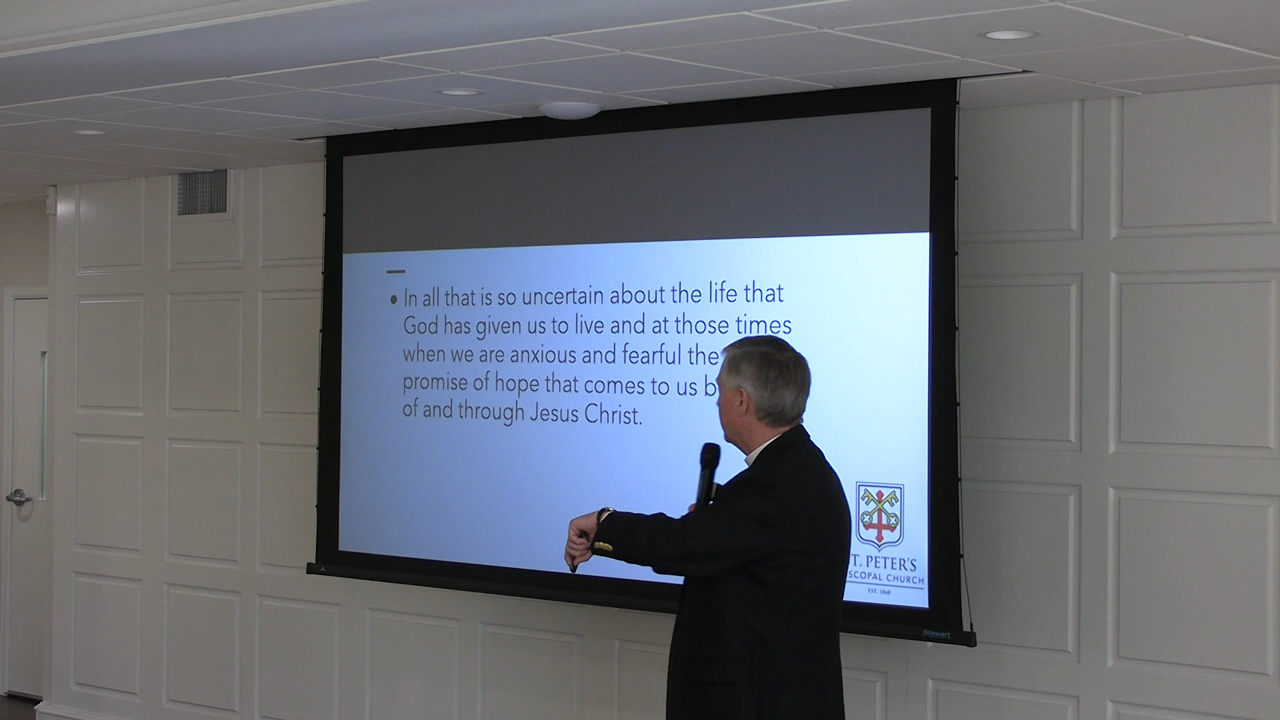 • In all that is so uncertain about the life that
God has given us to live and at those times
when we are anxious and fearful the
promise of hope that comes to us b
of and through Jesus Christ.
T. PETER'S
SCOPAL CHURCH
EST. 1868
Stewart